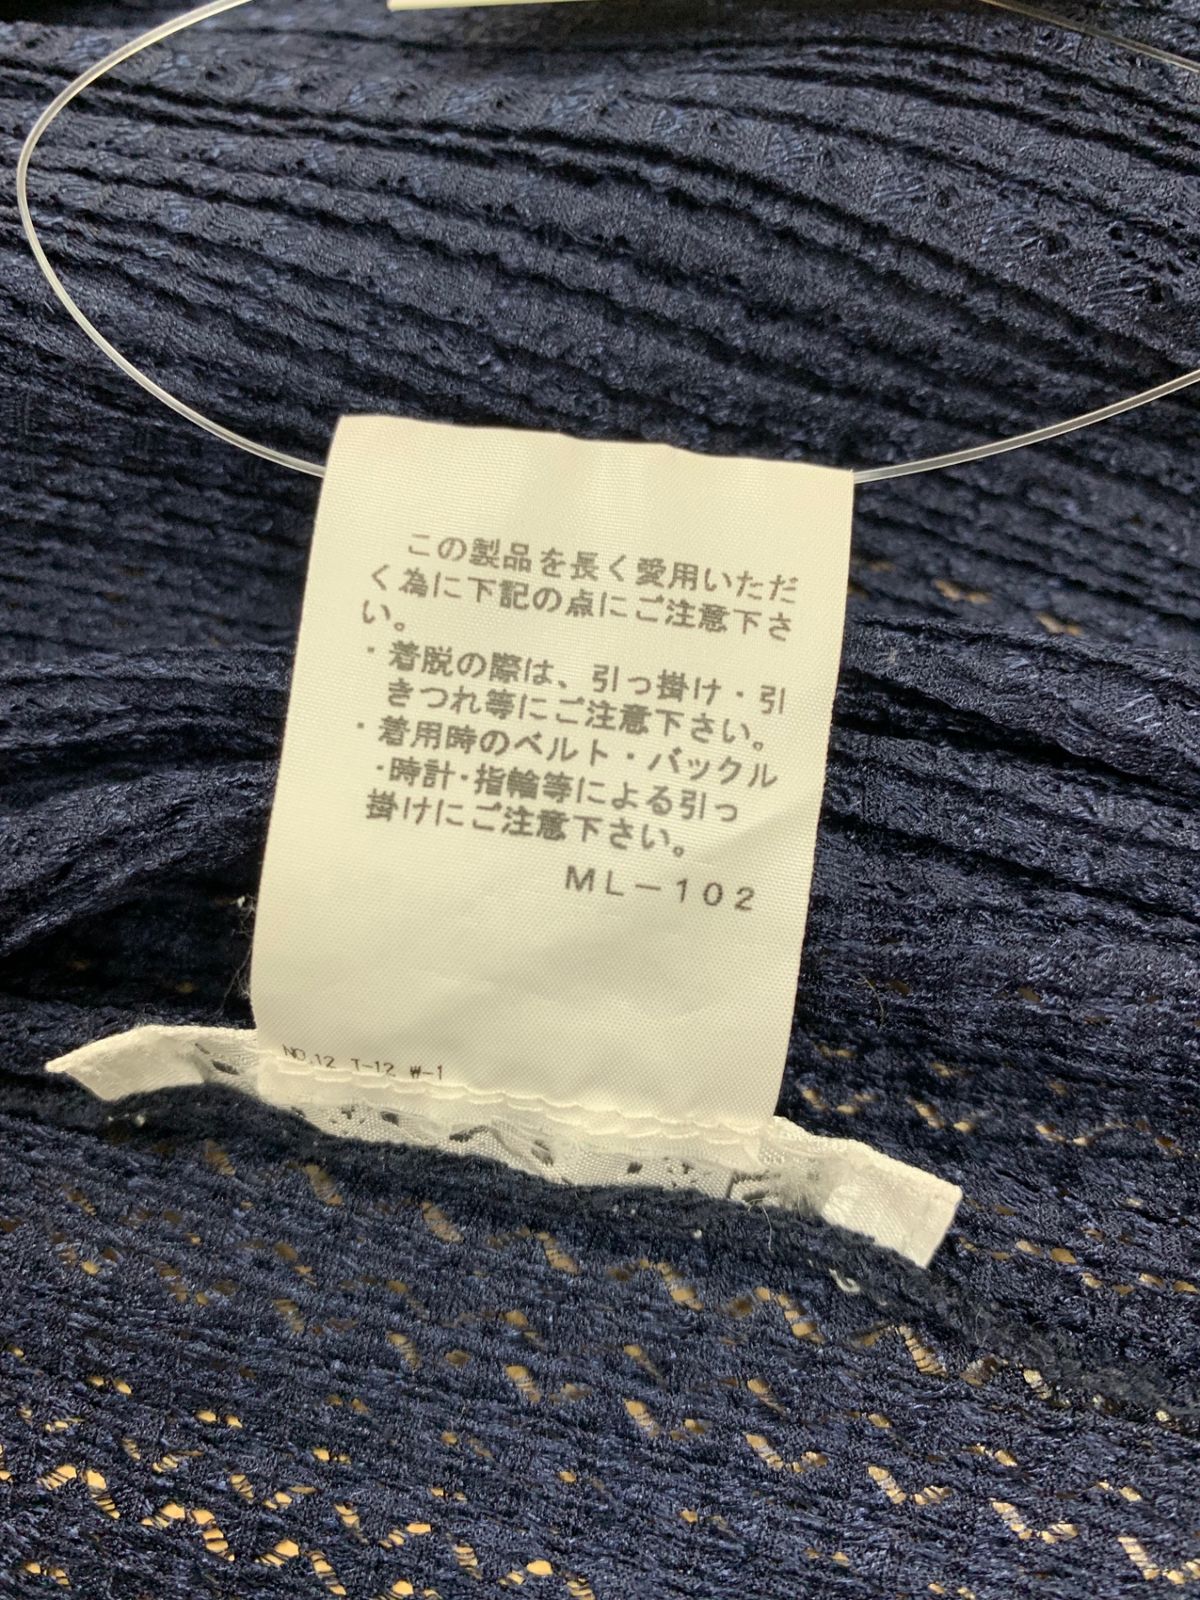 この製品を長く愛用いただ
く為に下記の点にご注意下さ
い。
・着脱の際は、引っ掛け・引
きつれ等にご注意下さい。
・着用時のベルト・バックル
・時計・指輪等による引っ
掛けにご注意下さい。
ML-102
NO.12 T-12 W-1